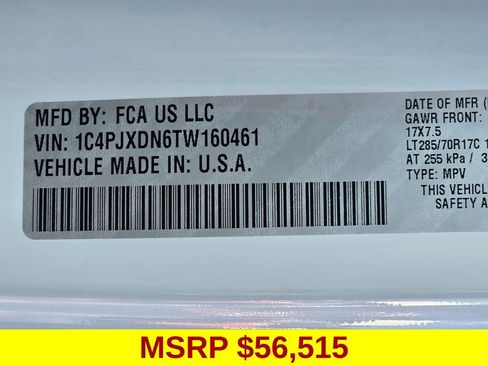 MFD BY: FCA US LLC
VIN: 1C4PJXDN6TW160461
VEHICLE MADE IN: U.S.A.
DATE OF MFR
GAWR FRONT:
17X7.5
LT285/70R17C
AT 255 kPa /
TYPE: MPV
THIS VEHICLE
SAFETY
MSRP $56,515